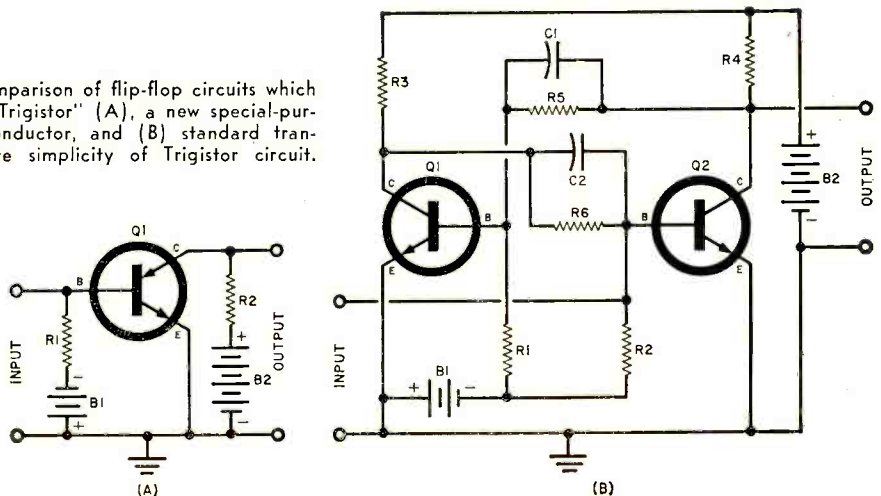 mparison of flip-flop circuits which
Trigistor" (A), a new special-pur-
nductor, and (B) standard tran-
re simplicity of Trigistor circuit.
Q1
C
B
E
R1
R2
INPUT
B1
-
+
+
B2
-
OUTPUT
(A)
C1
R3
R5
R4
Q1
C
B
E
C2
R6
Q2
C
B
E
+
B2
-
OUTPUT
INPUT
R1
R2
+
B1
-
(B)